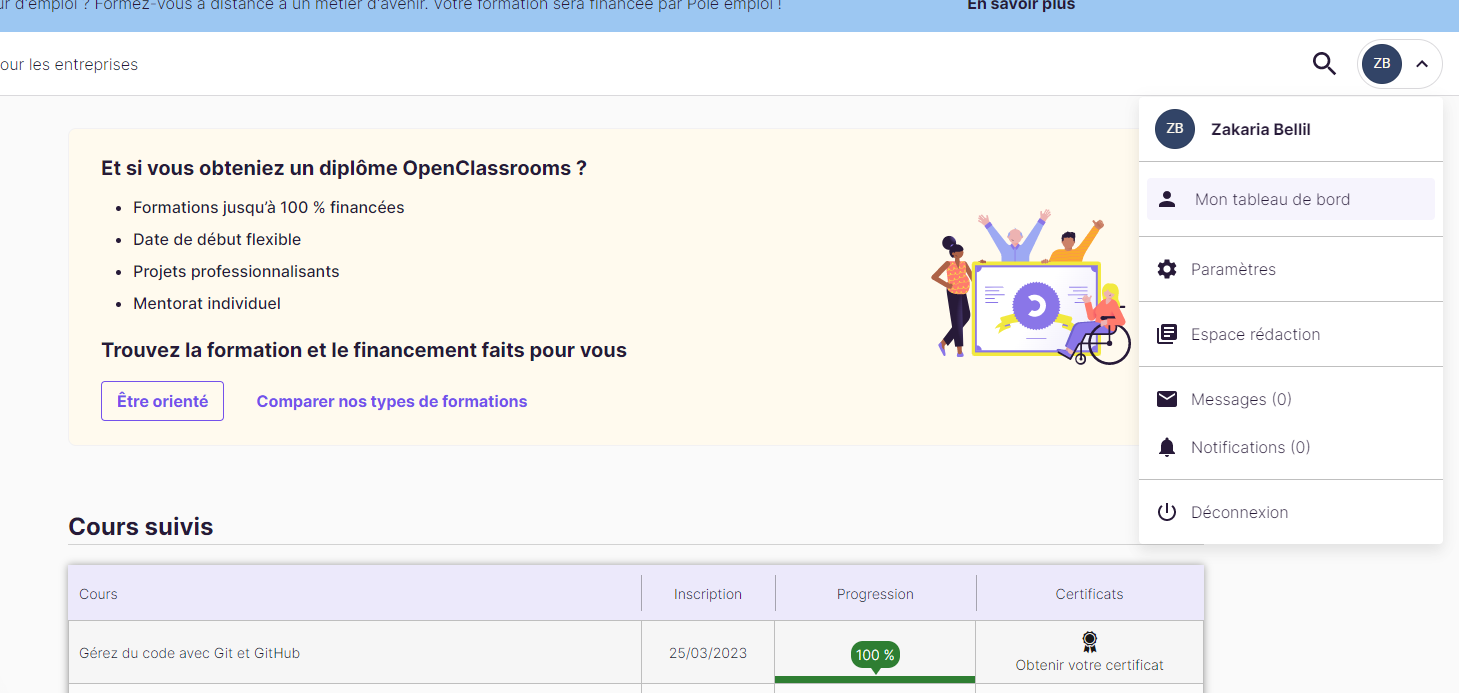 ur d'emploi ? Formez-vous à distance à un métier d'avenir. Votre formation sera financée par Pôle emploi !
En savoir plus
our les entreprises
ZB
ZB
Zakaria Bellil
Mon tableau de bord
Paramètres
Espace rédaction
Messages (0)
Notifications (0)
Déconnexion
Et si vous obteniez un diplôme OpenClassrooms ?
• Formations jusqu'à 100 % financées
• Date de début flexible
• Projets professionnalisants
• Mentorat individuel
Trouvez la formation et le financement faits pour vous
Être orienté
Comparer nos types de formations
Cours suivis
Cours
Inscription
Progression
Certificats
Gérez du code avec Git et GitHub
25/03/2023
100 %
Obtenir votre certificat